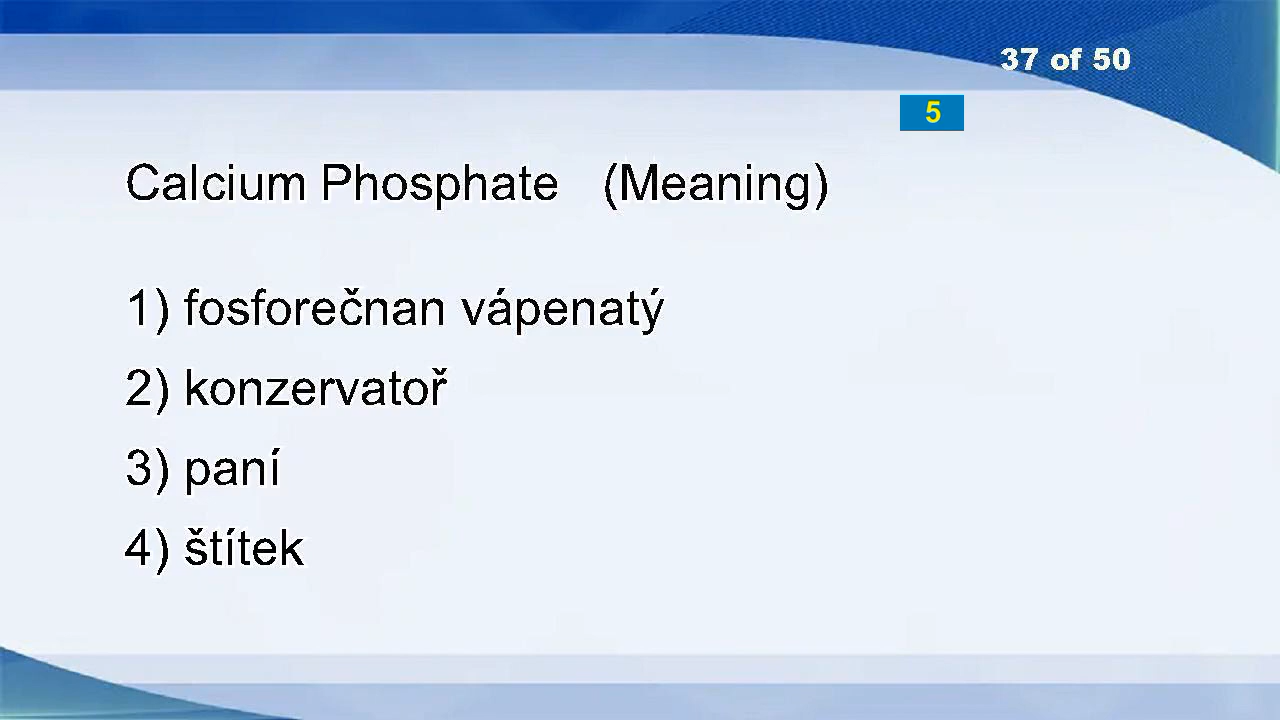 37 of 50
5
Calcium Phosphate (Meaning)
1) fosforečnan vápenatý
2) konzervatoř
3) paní
4) štítek